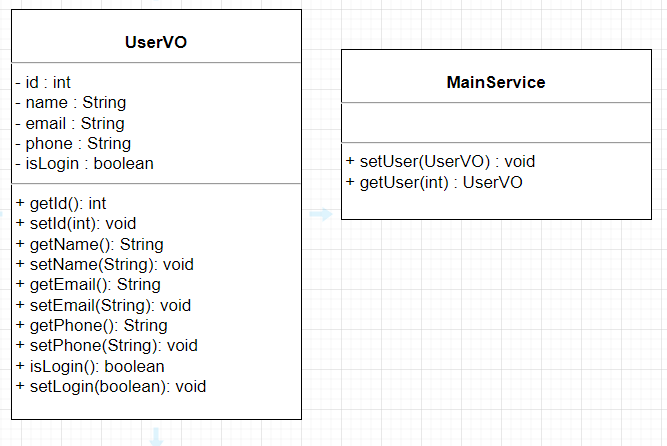 UserVO
- id : int
- name : String
- email : String
- phone : String
- isLogin : boolean
+ getId(): int
+ setId(int): void
+ getName(): String
+ setName(String): void
+ getEmail(): String
+ setEmail(String): void
+ getPhone(): String
+ setPhone(String): void
+ isLogin(): boolean
+ setLogin(boolean): void
MainService
+ setUser(UserVO) : void
+ getUser(int) : UserVO